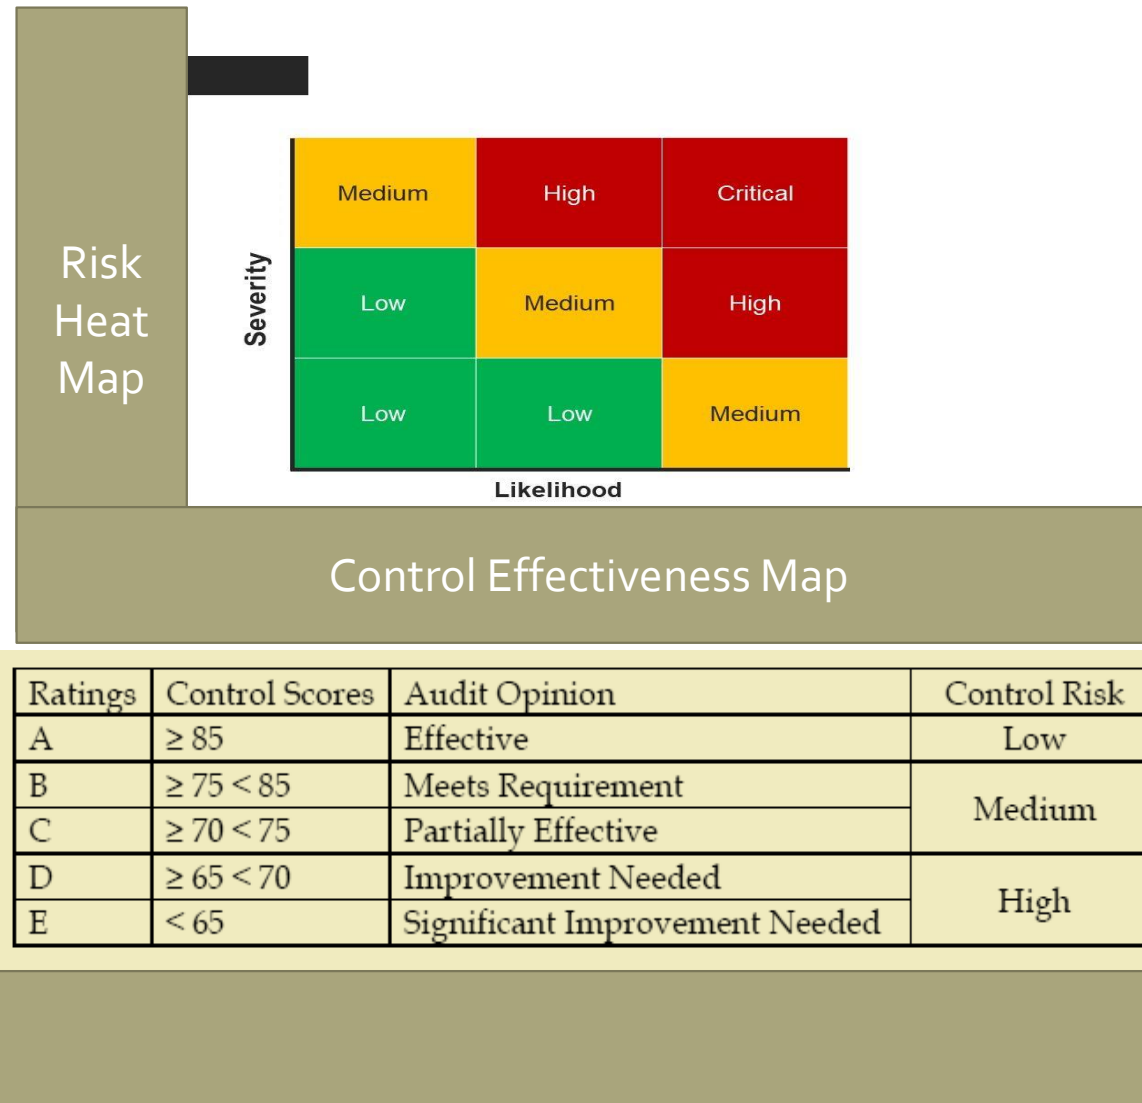 Risk
Heat
Map
Severity
Medium High Critical
Low Medium High
Low Low Medium
Likelihood
Control Effectiveness Map
Ratings Control Scores Audit Opinion Control Risk
A ≥ 85 Effective Low
B ≥ 75 < 85 Meets Requirement Medium
C ≥ 70 < 75 Partially Effective
D ≥ 65 < 70 Improvement Needed High
E < 65 Significant Improvement Needed